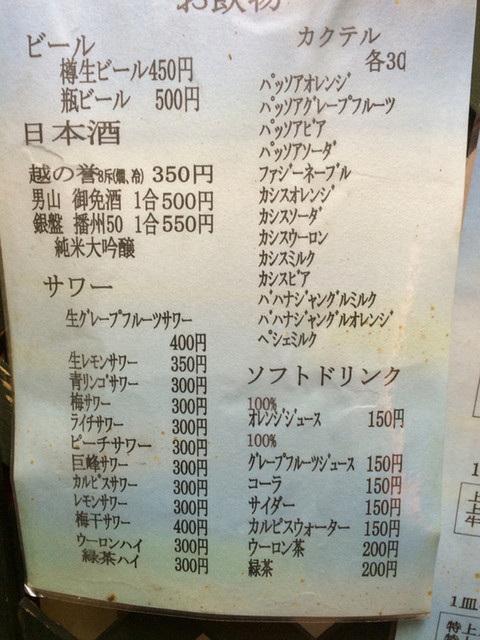 お飲物
ビール
樽生ビール450円
瓶ビール 500円
日本酒
越の誉8斥(燗、冷) 350円
男山 御免酒 1合500円
銀盤 播州50 1合550円
純米大吟醸
サワー
生グレープフルーツサワー
400円
生レモンサワー 350円
青リンゴサワー 300円
梅サワー 300円
ライチサワー 300円
ピーチサワー 300円
巨峰サワー 300円
カルピスサワー 300円
レモンサワー 300円
梅干サワー 400円
ウーロンハイ 300円
緑茶ハイ 300円
カクテル
各30
パッソアオレンジ
パッソアグレープフルーツ
パッソアビア
パッソアソーダ
ファジーネーブル
カシスオレンジ
カシスソーダ
カシスウーロン
カシスミルク
カシスビア
バハナジャングルミルク
バハナジャングルオレンジ
ペシェミルク
ソフトドリンク
100%
オレンジジュース 150円
100%
グレープフルーツジュース 150円
コーラ 150円
サイダー 150円
カルピスウォーター 150円
ウーロン茶 200円
緑茶 200円
1皿
特上